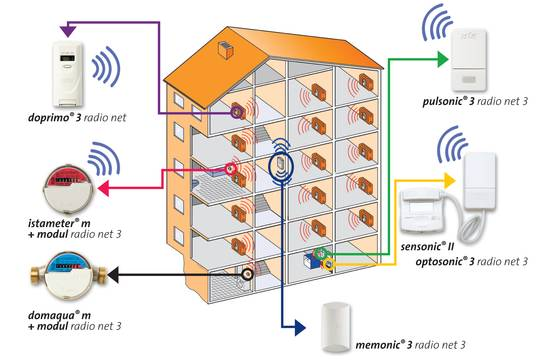 doprimo® 3 radio net 3
pulsonic® 3 radio net 3
istameter® m
+ modul radio net 3
sensonic® II
optosonic® 3 radio net 3
domaqua® m
+ modul radio net 3
memonic® 3 radio net 3